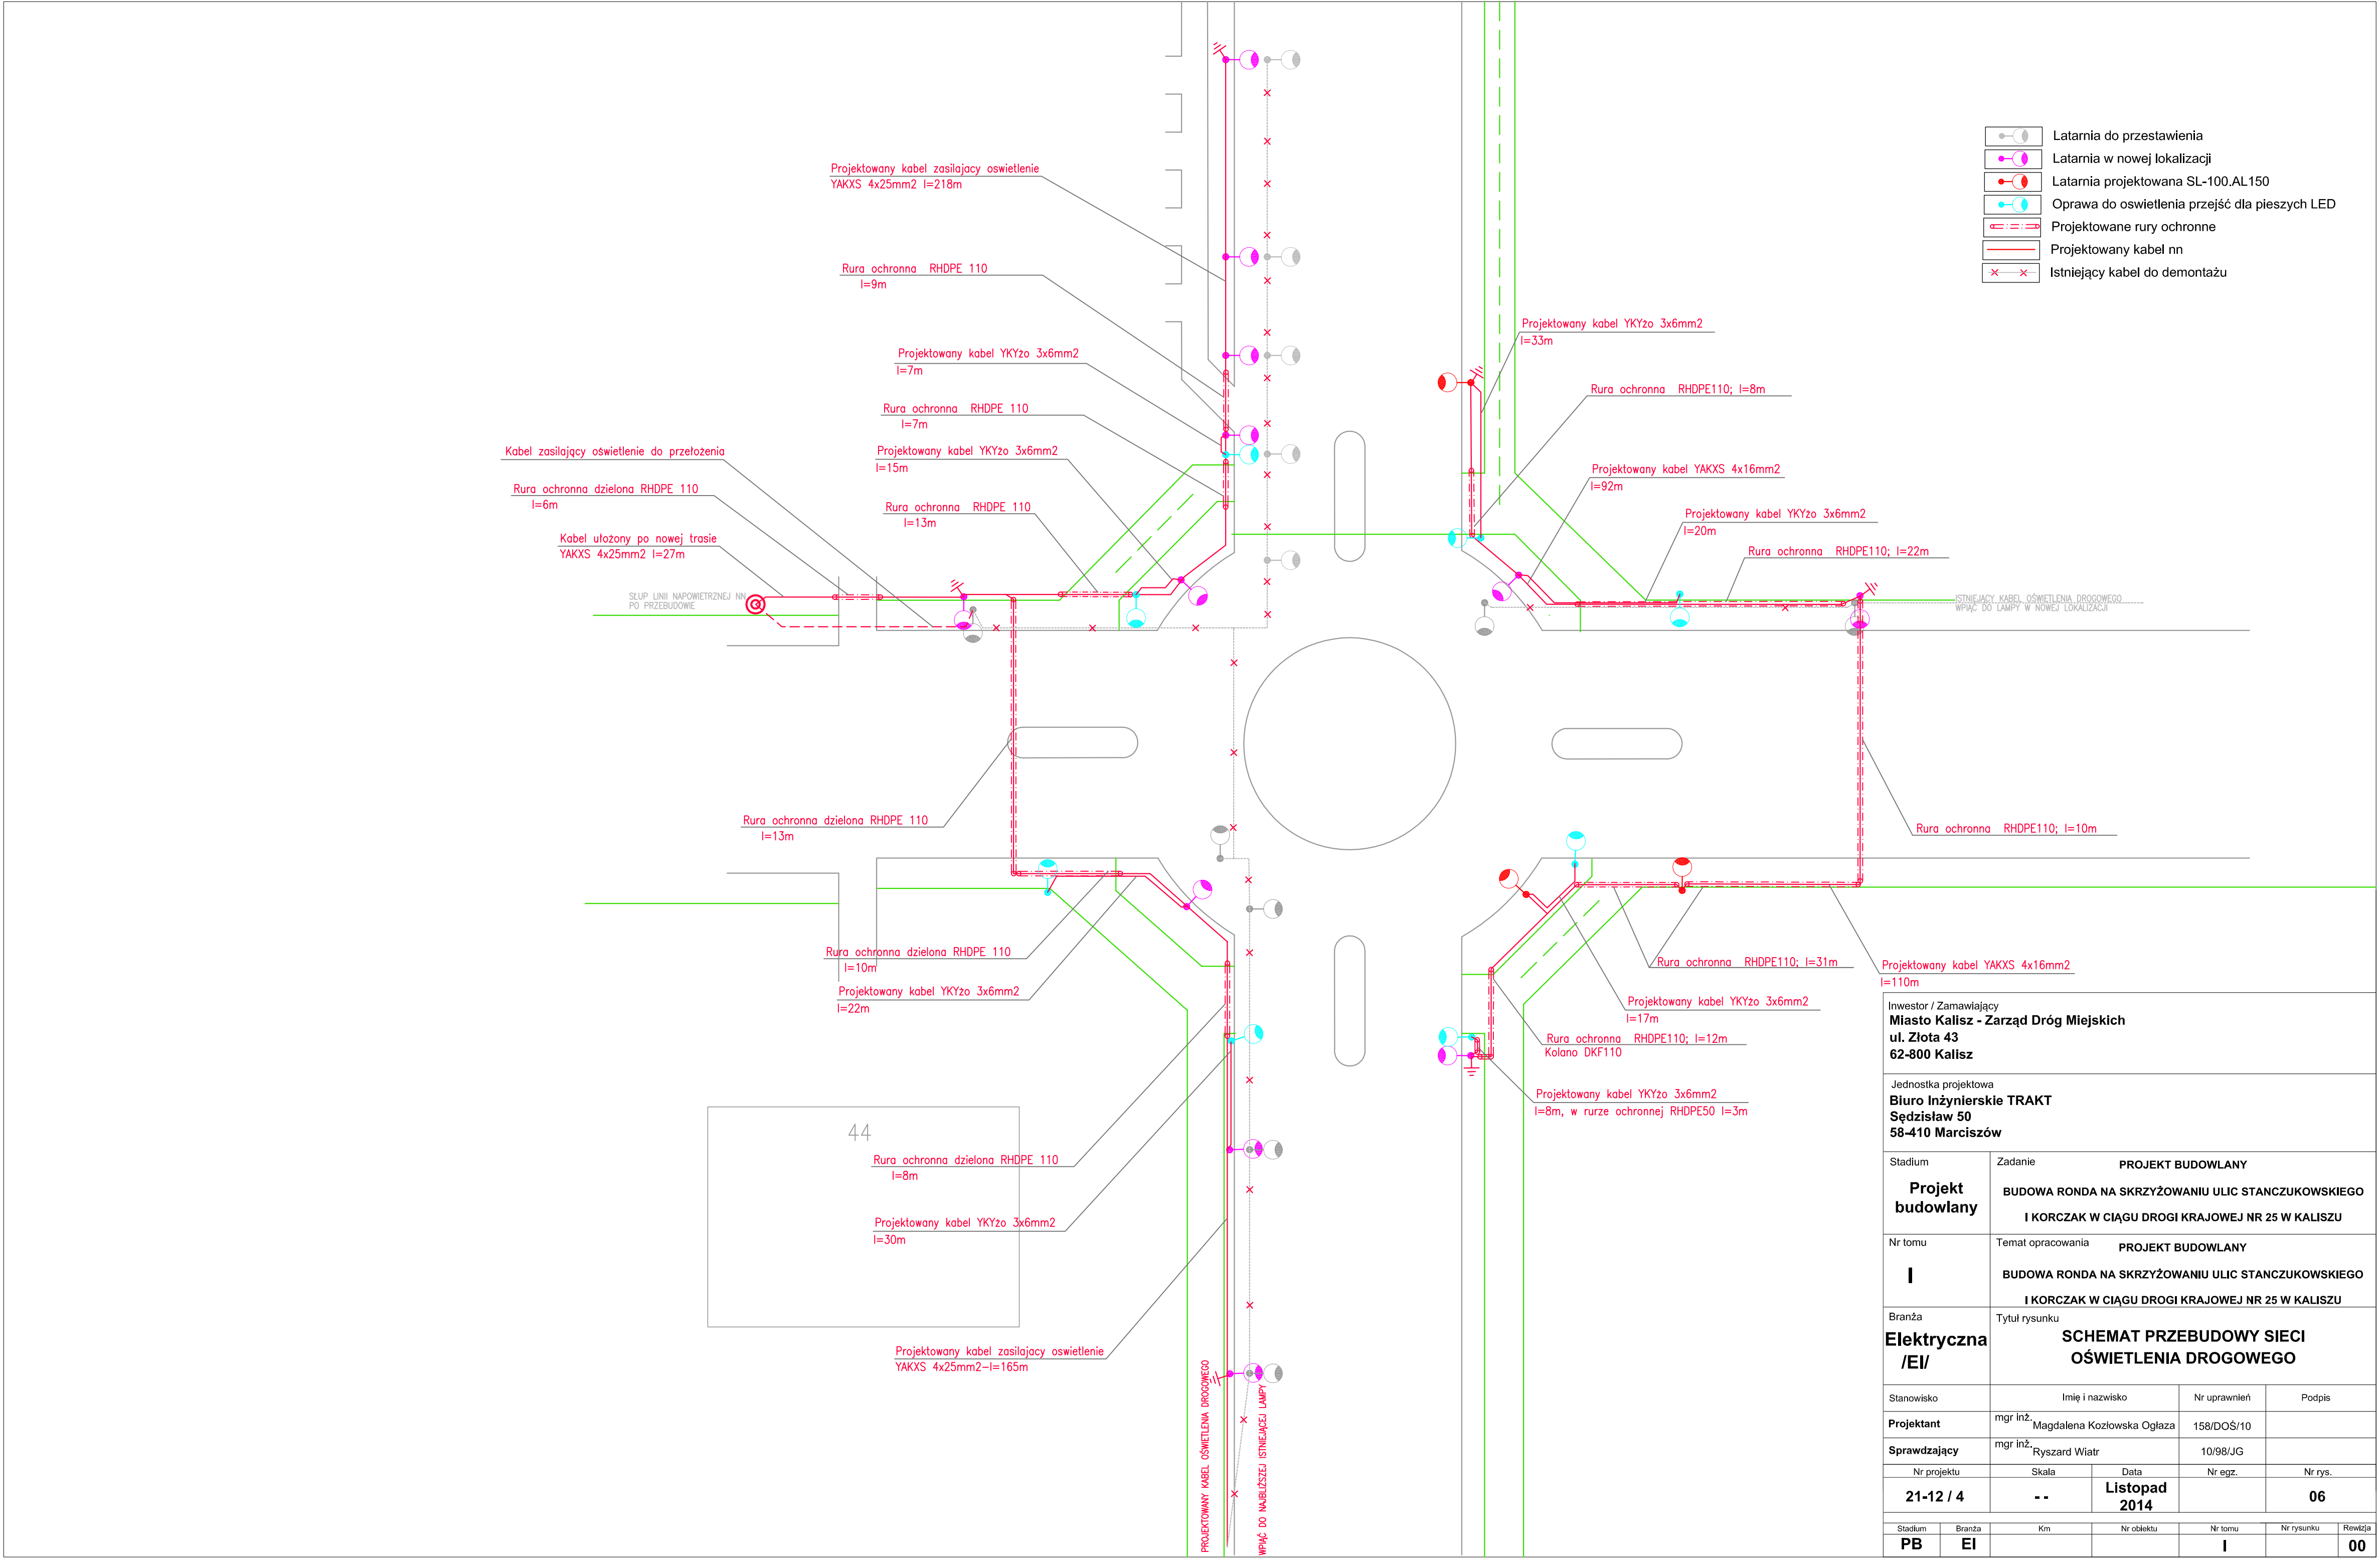 Latarnia do przestawienia
Latarnia w nowej lokalizacji
Latarnia projektowana SL-100.AL150
Oprawa do oswietlenia przejść dla pieszych LED
Projektowane rury ochronne
Projektowany kabel nn
Istniejący kabel do demontażu
Projektowany kabel zasilajacy oswietlenie
YAKXS 4x25mm2 l=218m
Rura ochronna RHDPE 110
l=9m
Projektowany kabel YKYżo 3x6mm2
l=7m
Rura ochronna RHDPE 110
l=7m
Projektowany kabel YKYżo 3x6mm2
l=15m
Rura ochronna RHDPE 110
l=13m
Kabel zasilający oświetlenie do przełożenia
Rura ochronna dzielona RHDPE 110
l=6m
Kabel ułożony po nowej trasie
YAKXS 4x25mm2 l=27m
SŁUP LINII NAPOWIETRZNEJ NN
PO PRZEBUDOWIE
Projektowany kabel YKYżo 3x6mm2
l=33m
Rura ochronna RHDPE110; l=8m
Projektowany kabel YAKXS 4x16mm2
l=92m
Projektowany kabel YKYżo 3x6mm2
l=20m
Rura ochronna RHDPE110; l=22m
ISTNIEJĄCY KABEL OŚWIETLENIA DROGOWEGO
WPIĄĆ DO LAMPY W NOWEJ LOKALIZACJI
Rura ochronna dzielona RHDPE 110
l=13m
Rura ochronna RHDPE110; l=10m
Rura ochronna dzielona RHDPE 110
l=10m
Projektowany kabel YKYżo 3x6mm2
l=22m
Rura ochronna RHDPE110; l=31m
Projektowany kabel YAKXS 4x16mm2
l=110m
Projektowany kabel YKYżo 3x6mm2
l=17m
Rura ochronna RHDPE110; l=12m
Kolano DKF110
Projektowany kabel YKYżo 3x6mm2
l=8m, w rurze ochronnej RHDPE50 l=3m
44
Rura ochronna dzielona RHDPE 110
l=8m
Projektowany kabel YKYżo 3x6mm2
l=30m
Projektowany kabel zasilajacy oswietlenie
YAKXS 4x25mm2-l=165m
PROJEKTOWANY KABEL OŚWIETLENIA DROGOWEGO
WPIĄĆ DO NAJBLIŻSZEJ ISTNIEJĄCEJ LAMPY
Inwestor / Zamawiający
Miasto Kalisz - Zarząd Dróg Miejskich
ul. Złota 43
62-800 Kalisz
Jednostka projektowa
Biuro Inżynierskie TRAKT
Sędzisław 50
58-410 Marciszów
Stadium
Projekt
budowlany
Zadanie PROJEKT BUDOWLANY
BUDOWA RONDA NA SKRZYŻOWANIU ULIC STANCZUKOWSKIEGO
I KORCZAK W CIĄGU DROGI KRAJOWEJ NR 25 W KALISZU
Nr tomu
I
Temat opracowania PROJEKT BUDOWLANY
BUDOWA RONDA NA SKRZYŻOWANIU ULIC STANCZUKOWSKIEGO
I KORCZAK W CIĄGU DROGI KRAJOWEJ NR 25 W KALISZU
Branża
Elektryczna
/EI/
Tytuł rysunku
SCHEMAT PRZEBUDOWY SIECI
OŚWIETLENIA DROGOWEGO
Stanowisko Imię i nazwisko Nr uprawnień Podpis
Projektant mgr inż. Magdalena Kozłowska Ogłaza 158/DOŚ/10
Sprawdzający mgr inż. Ryszard Wiatr 10/98/JG
Nr projektu Skala Data Nr egz. Nr rys.
21-12 / 4 - - Listopad 2014 06
Stadium Branża Km Nr obiektu Nr tomu Nr rysunku Rewizja
PB EI I 00